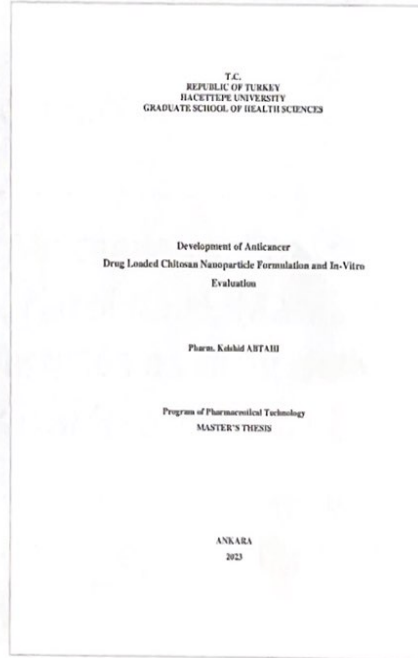 T.C.
REPUBLIC OF TURKEY
HACETTEPE UNIVERSITY
GRADUATE SCHOOL OF HEALTH SCIENCES
Development of Anticancer
Drug Loaded Chitosan Nanoparticle Formulation and In-Vitro
Evaluation
Pharm.
Program of Pharmaceutical Technology
MASTER'S THESIS
ANKARA
2023